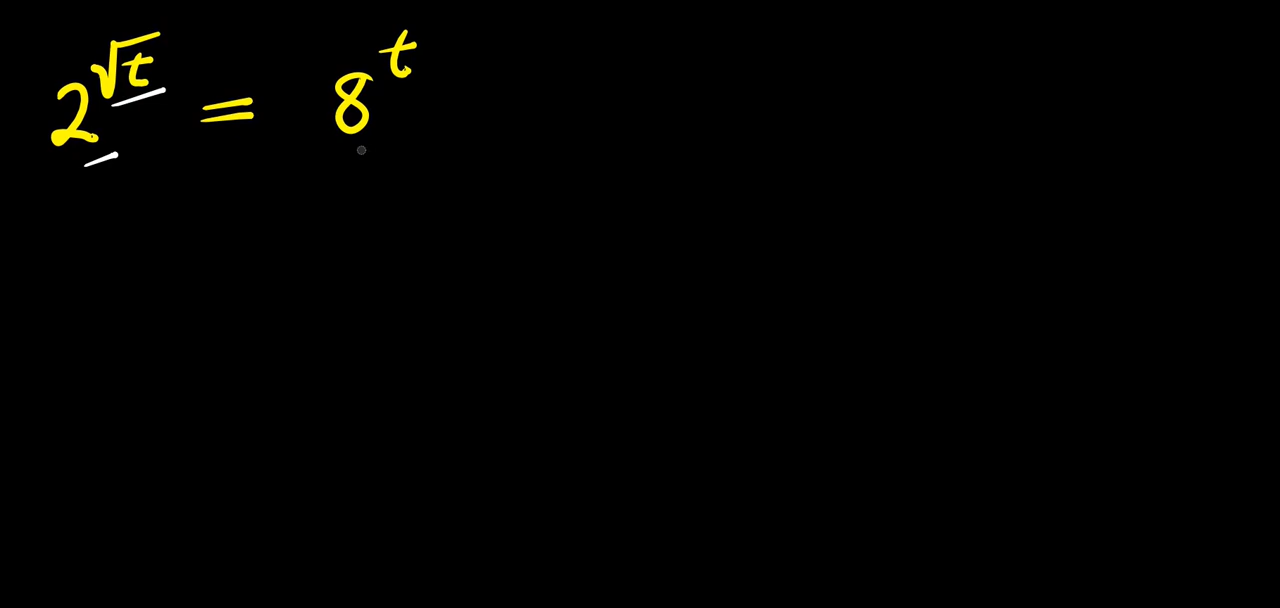 2^√t = 8^t